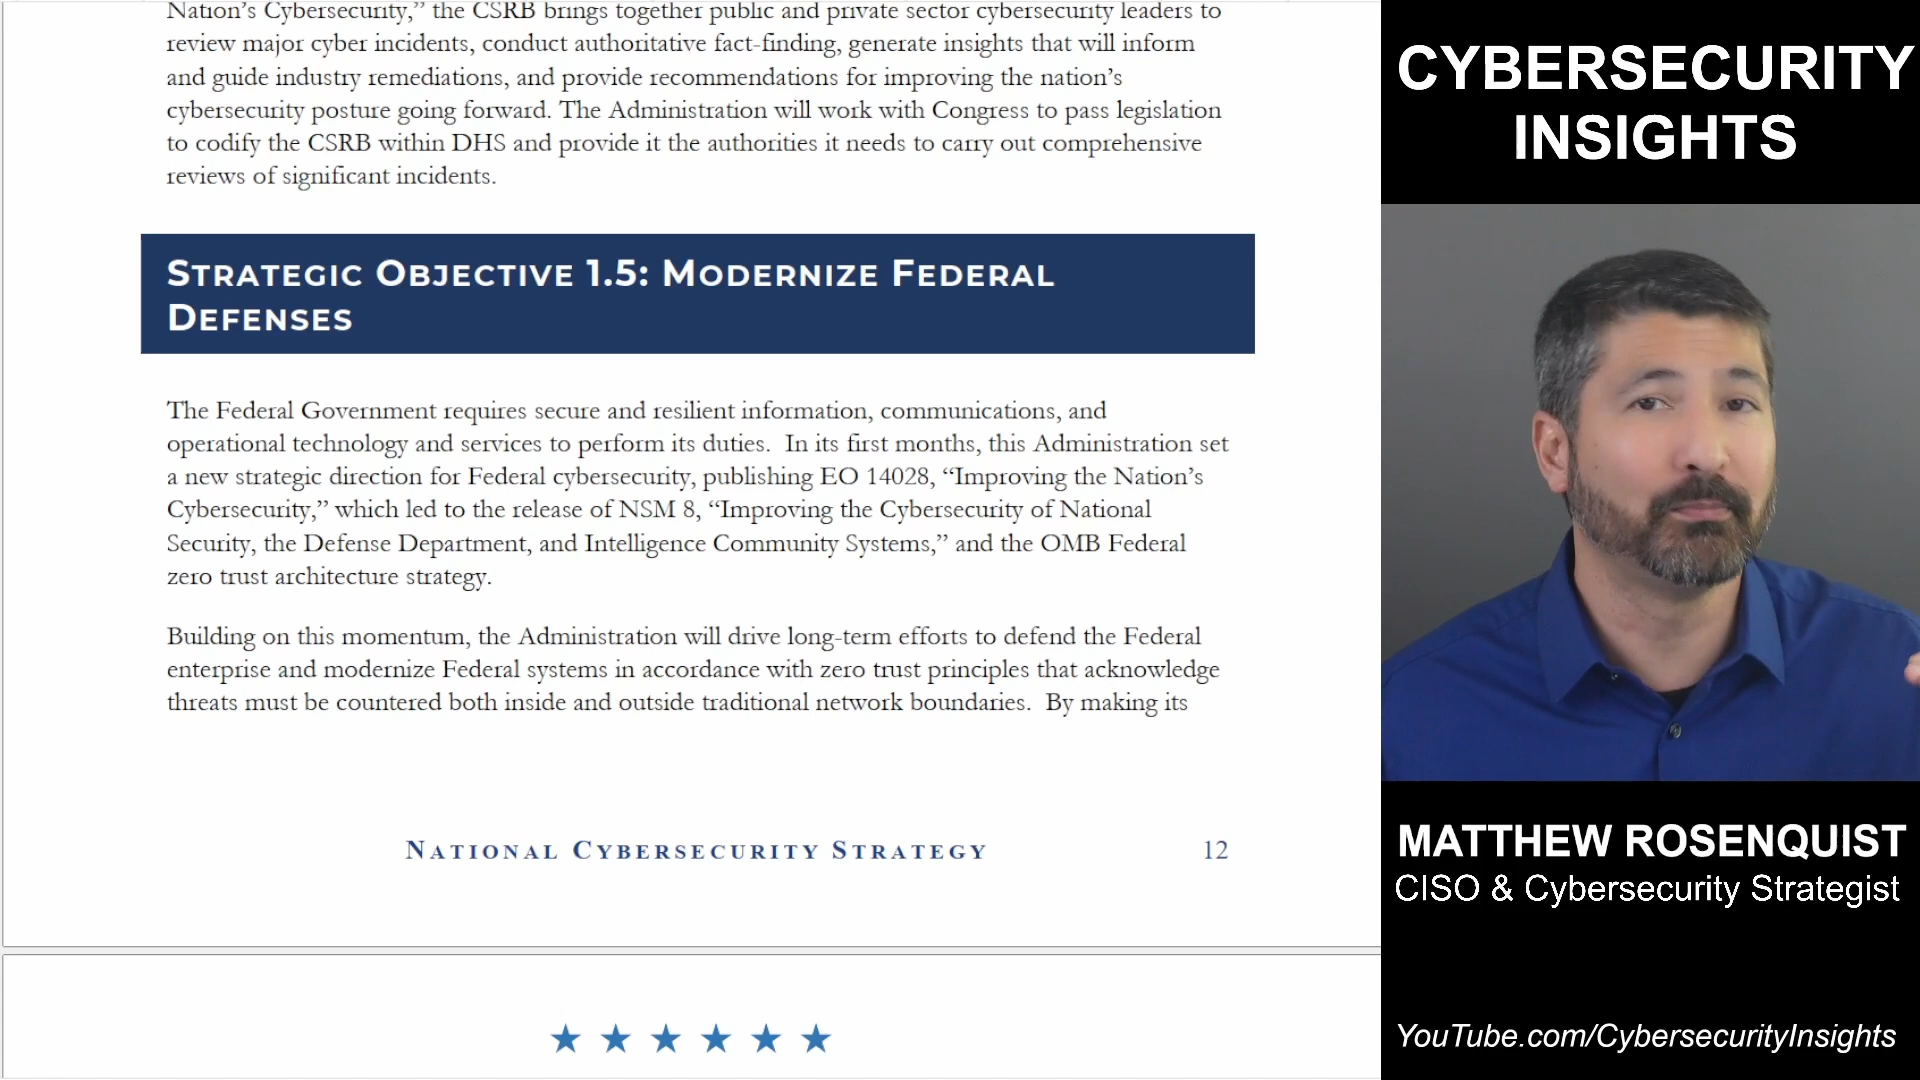 Nation's Cybersecurity,” the CSRB brings together public and private sector cybersecurity leaders to
review major cyber incidents, conduct authoritative fact-finding, generate insights that will inform
and guide industry remediations, and provide recommendations for improving the nation's
cybersecurity posture going forward. The Administration will work with Congress to pass legislation
to codify the CSRB within DHS and provide it the authorities it needs to carry out comprehensive
reviews of significant incidents.
STRATEGIC OBJECTIVE 1.5: MODERNIZE FEDERAL
DEFENSES
The Federal Government requires secure and resilient information, communications, and
operational technology and services to perform its duties. In its first months, this Administration set
a new strategic direction for Federal cybersecurity, publishing EO 14028, “Improving the Nation's
Cybersecurity,” which led to the release of NSM 8, “Improving the Cybersecurity of National
Security, the Defense Department, and Intelligence Community Systems,” and the OMB Federal
zero trust architecture strategy.
Building on this momentum, the Administration will drive long-term efforts to defend the Federal
enterprise and modernize Federal systems in accordance with zero trust principles that acknowledge
threats must be countered both inside and outside traditional network boundaries. By making its
NATIONAL CYBERSECURITY STRATEGY 12
CYBERSECURITY
INSIGHTS
MATTHEW ROSENQUIST
CISO & Cybersecurity Strategist
YouTube.com/CybersecurityInsights